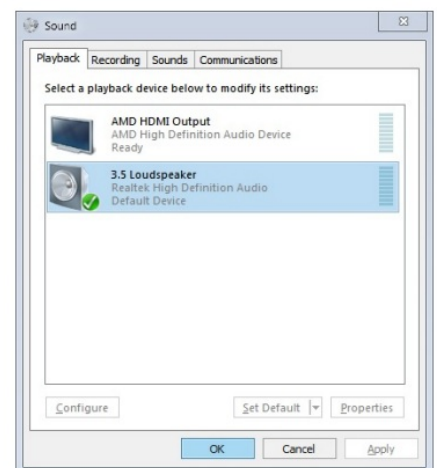 Sound
Playback Recording Sounds Communications
Select a playback device below to modify its settings:
AMD HDMI Output
AMD High Definition Audio Device
Ready
3.5 Loudspeaker
Realtek High Definition Audio
Default Device
Configure Set Default Properties
OK Cancel Apply